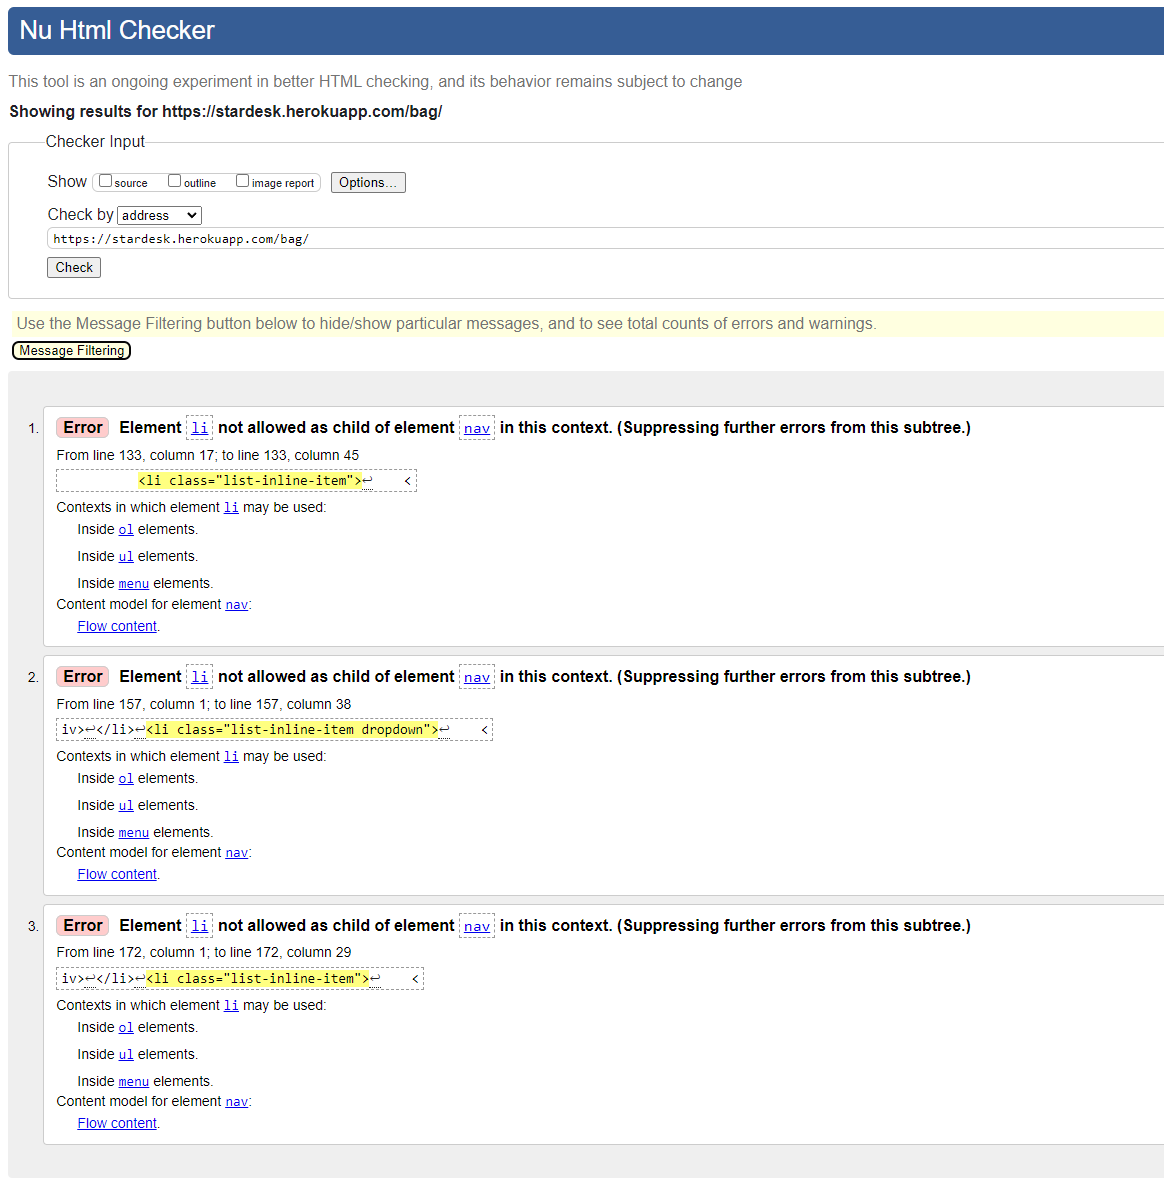 Nu Html Checker
This tool is an ongoing experiment in better HTML checking, and its behavior remains subject to change
Showing results for https://stardesk.herokuapp.com/bag/
Checker Input
Show source outline image report Options...
Check by address
https://stardesk.herokuapp.com/bag/
Check
Use the Message Filtering button below to hide/show particular messages, and to see total counts of errors and warnings.
Message Filtering
1. Error Element li not allowed as child of element nav in this context. (Suppressing further errors from this subtree.)
From line 133, column 17; to line 133, column 45
<li class="list-inline-item">↩ <
Contexts in which element li may be used:
Inside ol elements.
Inside ul elements.
Inside menu elements.
Content model for element nav:
Flow content.
2. Error Element li not allowed as child of element nav in this context. (Suppressing further errors from this subtree.)
From line 157, column 1; to line 157, column 38
iv>↩</li>↩<li class="list-inline-item dropdown">↩ <
Contexts in which element li may be used:
Inside ol elements.
Inside ul elements.
Inside menu elements.
Content model for element nav:
Flow content.
3. Error Element li not allowed as child of element nav in this context. (Suppressing further errors from this subtree.)
From line 172, column 1; to line 172, column 29
iv>↩</li>↩<li class="list-inline-item">↩ <
Contexts in which element li may be used:
Inside ol elements.
Inside ul elements.
Inside menu elements.
Content model for element nav:
Flow content.